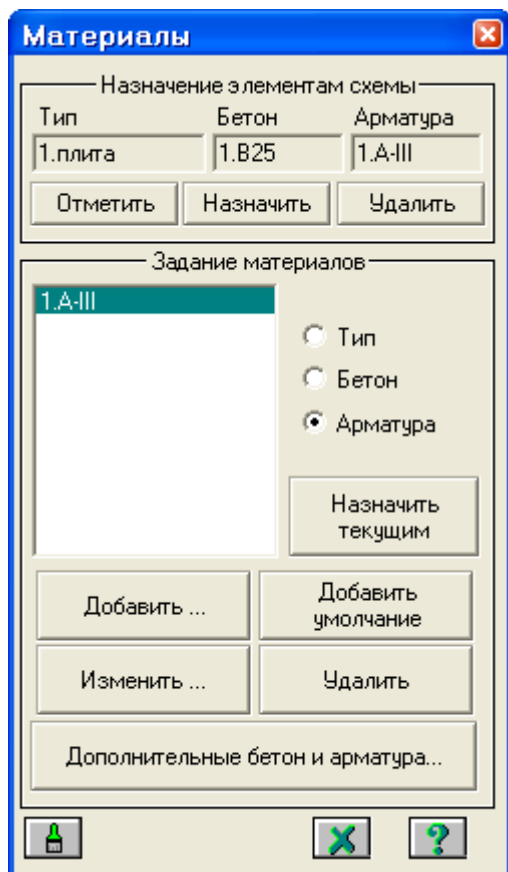 Материалы
Назначение элементам схемы
Тип Бетон Арматура
1.плита 1.B25 1.A-III
Отметить Назначить Удалить
Задание материалов
1.A-III
Тип
Бетон
Арматура
Назначить
текущим
Добавить ... Добавить
умолчание
Изменить ... Удалить
Дополнительные бетон и арматура...
?